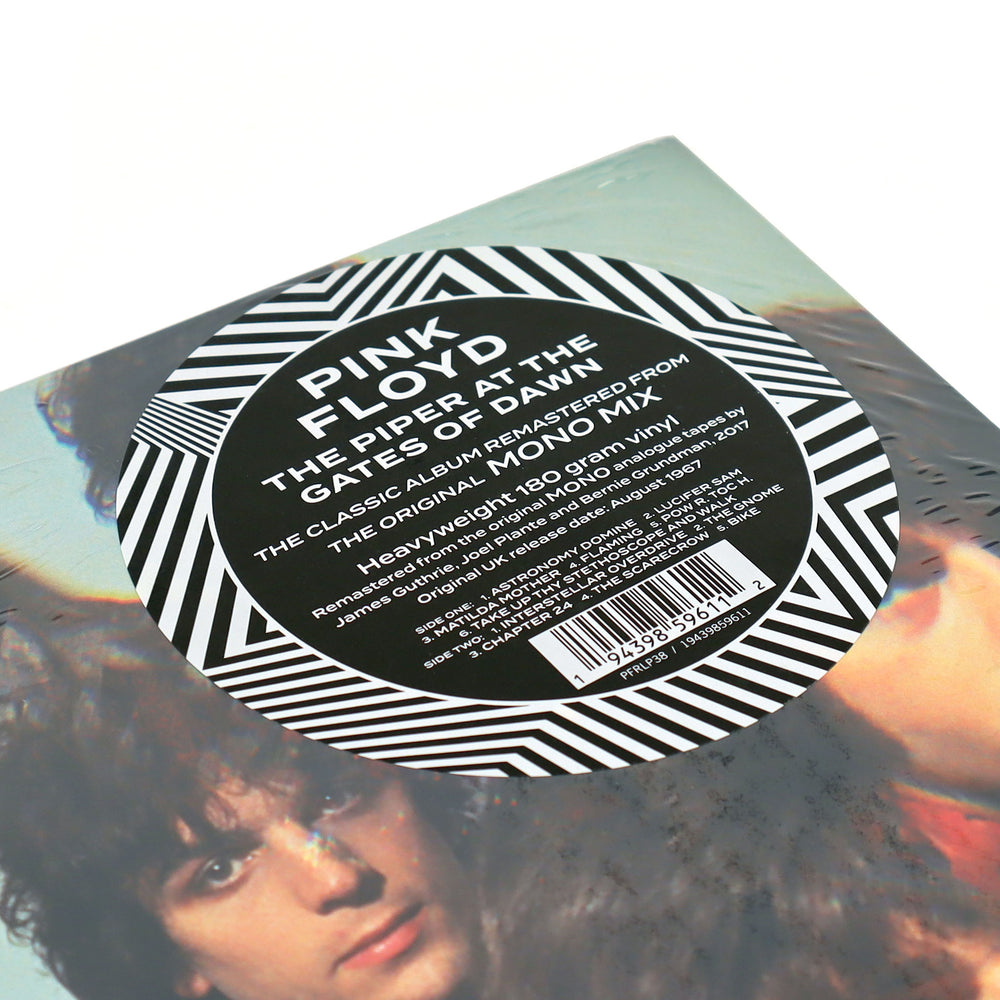 PINK
FLOYD
THE PIPER AT THE
GATES OF DAWN
THE CLASSIC ALBUM REMASTERED FROM
THE ORIGINAL MONO MIX
Heavyweight 180 gram vinyl
Remastered from the original MONO analogue tapes by
James Guthrie, Joel Plante and Bernie Grundman, 2017
Original UK release date: August 1967
SIDE ONE: 1. ASTRONOMY DOMINE 2. LUCIFER SAM
3. MATILDA MOTHER 4. FLAMING 5. POW R. TOC H.
6. TAKE UP THY STETHOSCOPE AND WALK
SIDE TWO: 1. INTERSTELLAR OVERDRIVE 2. THE GNOME
3. CHAPTER 24 4. THE SCARECROW 5. BIKE
1 94398 59611 2
PFRLP38 / 19439859611